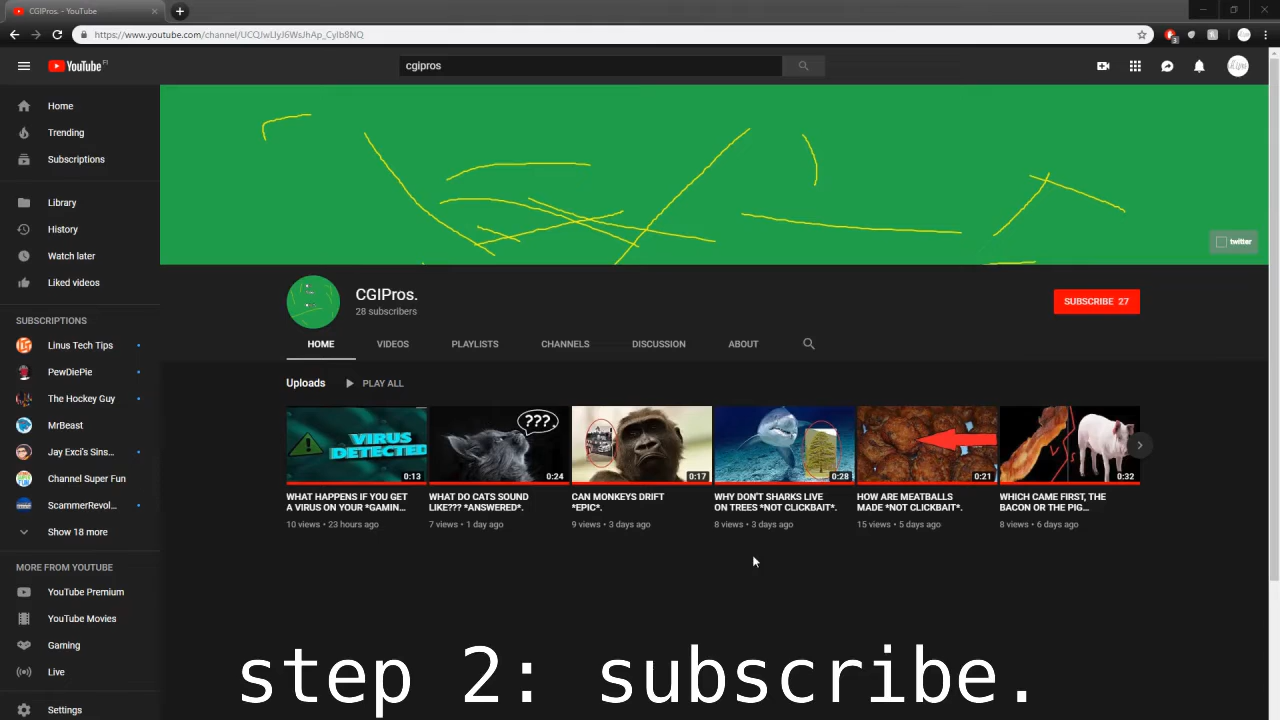 CGIPros. - YouTube
https://www.youtube.com/channel/UCQJwLlyJ6WsJhAp_CyIb8NQ
3
YouTube FI
cgipros
Home
Trending
Subscriptions
Library
History
Watch later
Liked videos
SUBSCRIPTIONS
Linus Tech Tips
PewDiePie
The Hockey Guy
MrBeast
Jay Exci's Sins...
Channel Super Fun
ScammerRevol...
Show 18 more
MORE FROM YOUTUBE
YouTube Premium
YouTube Movies
Gaming
Live
Settings
twitter
CGIPros.
28 subscribers
SUBSCRIBE 27
HOME VIDEOS PLAYLISTS CHANNELS DISCUSSION ABOUT
Uploads PLAY ALL
VIRUS
DETECTED
0:13
WHAT HAPPENS IF YOU GET
A VIRUS ON YOUR *GAMIN...
10 views • 23 hours ago
???.
0:24
WHAT DO CATS SOUND
LIKE??? *ANSWERED*.
7 views • 1 day ago
0:17
CAN MONKEYS DRIFT
*EPIC*.
9 views • 3 days ago
0:28
WHY DON'T SHARKS LIVE
ON TREES *NOT CLICKBAIT*.
8 views • 3 days ago
0:21
HOW ARE MEATBALLS
MADE *NOT CLICKBAIT*.
15 views • 5 days ago
V
S
0:32
WHICH CAME FIRST, THE
BACON OR THE PIG...
8 views • 6 days ago
step 2: subscribe.